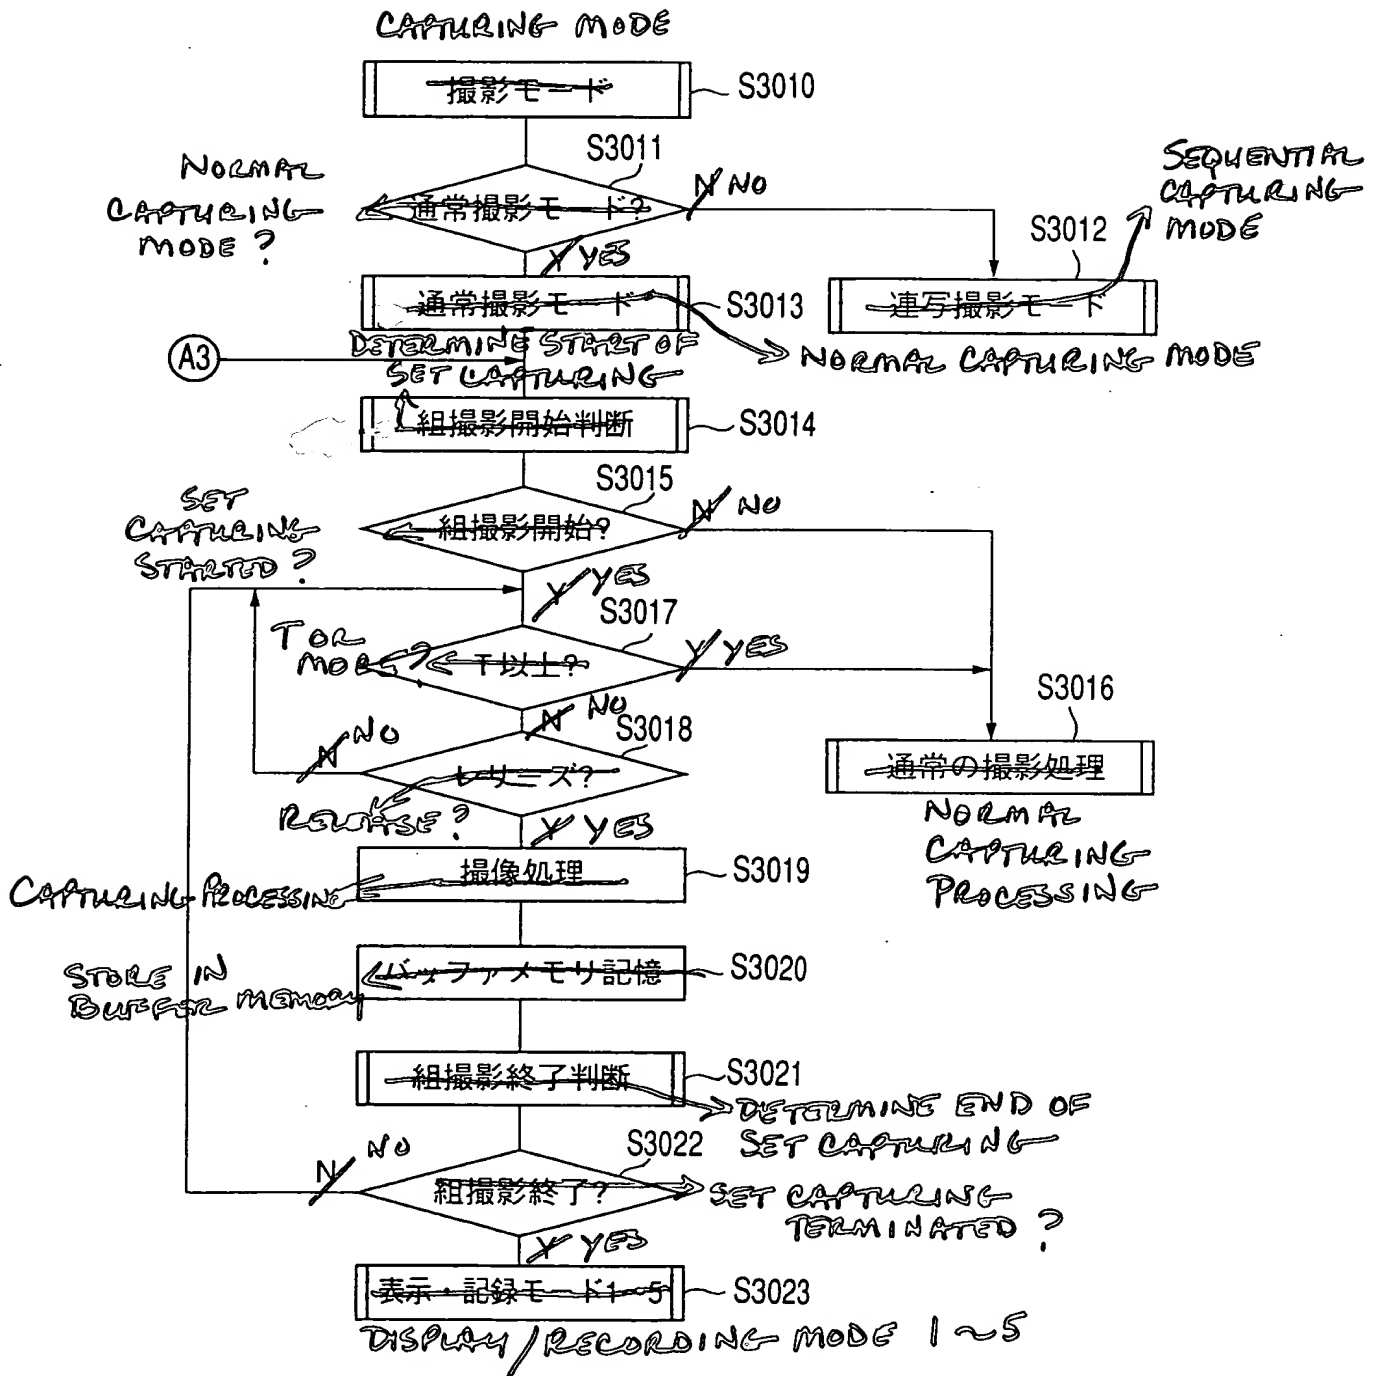 CAPTURING MODE
撮影モード
S3010
S3011
NORMAL
CAPTURING
MODE ?
通常撮影モード?
N NO
SEQUENTIAL
CAPTURING
MODE
Y YES
S3012
通常撮影モード
S3013
連写撮影モード
NORMAL CAPTURING MODE
A3
DETERMINE START OF
SET CAPTURING
組撮影開始判断
S3014
S3015
SET
CAPTURING
STARTED ?
組撮影開始?
N NO
Y YES
S3017
T OR
MORE ?
T以上?
Y YES
N NO
S3016
通常の撮影処理
NORMAL
CAPTURING
PROCESSING
S3018
N NO
レリーズ?
RELEASE ?
Y YES
撮像処理
S3019
CAPTURING PROCESSING
STORE IN
BUFFER MEMORY
バッファメモリ記憶
S3020
組撮影終了判断
S3021
DETERMINE END OF
SET CAPTURING
S3022
N NO
組撮影終了?
SET CAPTURING
TERMINATED ?
Y YES
表示・記録モード1~5
S3023
DISPLAY/RECORDING MODE 1~5